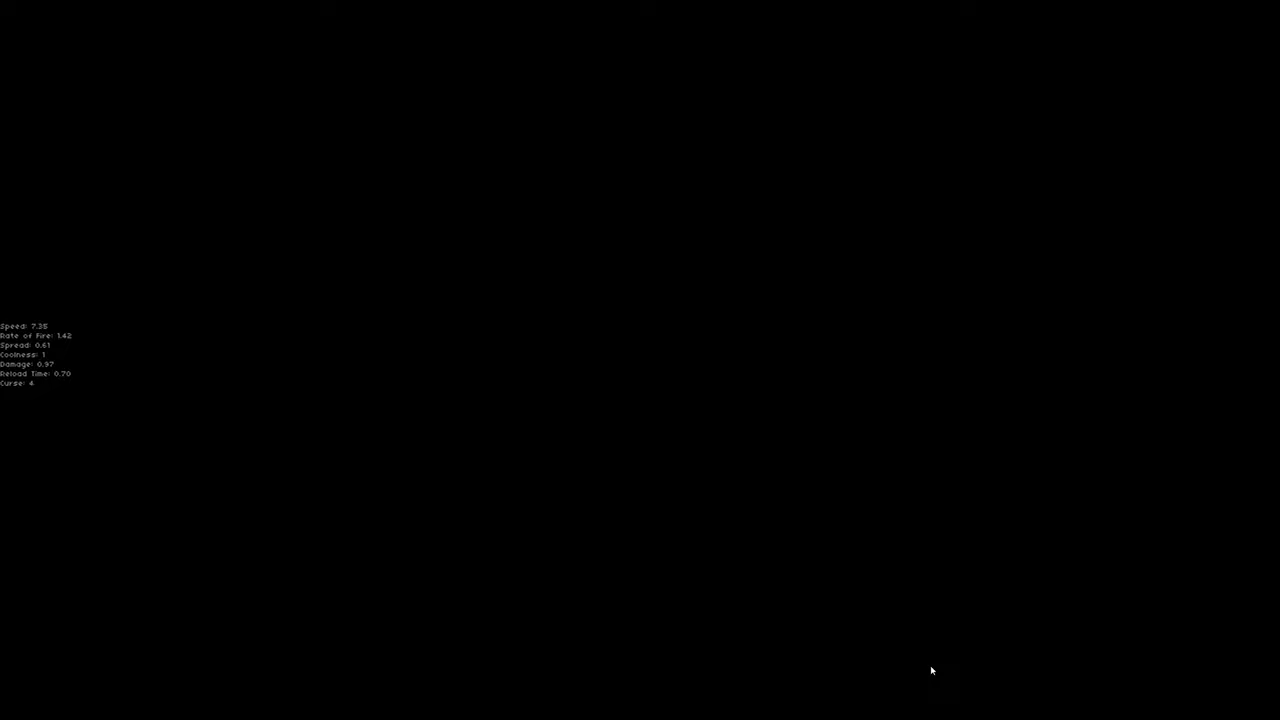 Speed: 7.35
Rate of Fire: 1.42
Spread: 0.61
Coolness: 1
Damage: 0.97
Reload Time: 0.70
Curse: 4